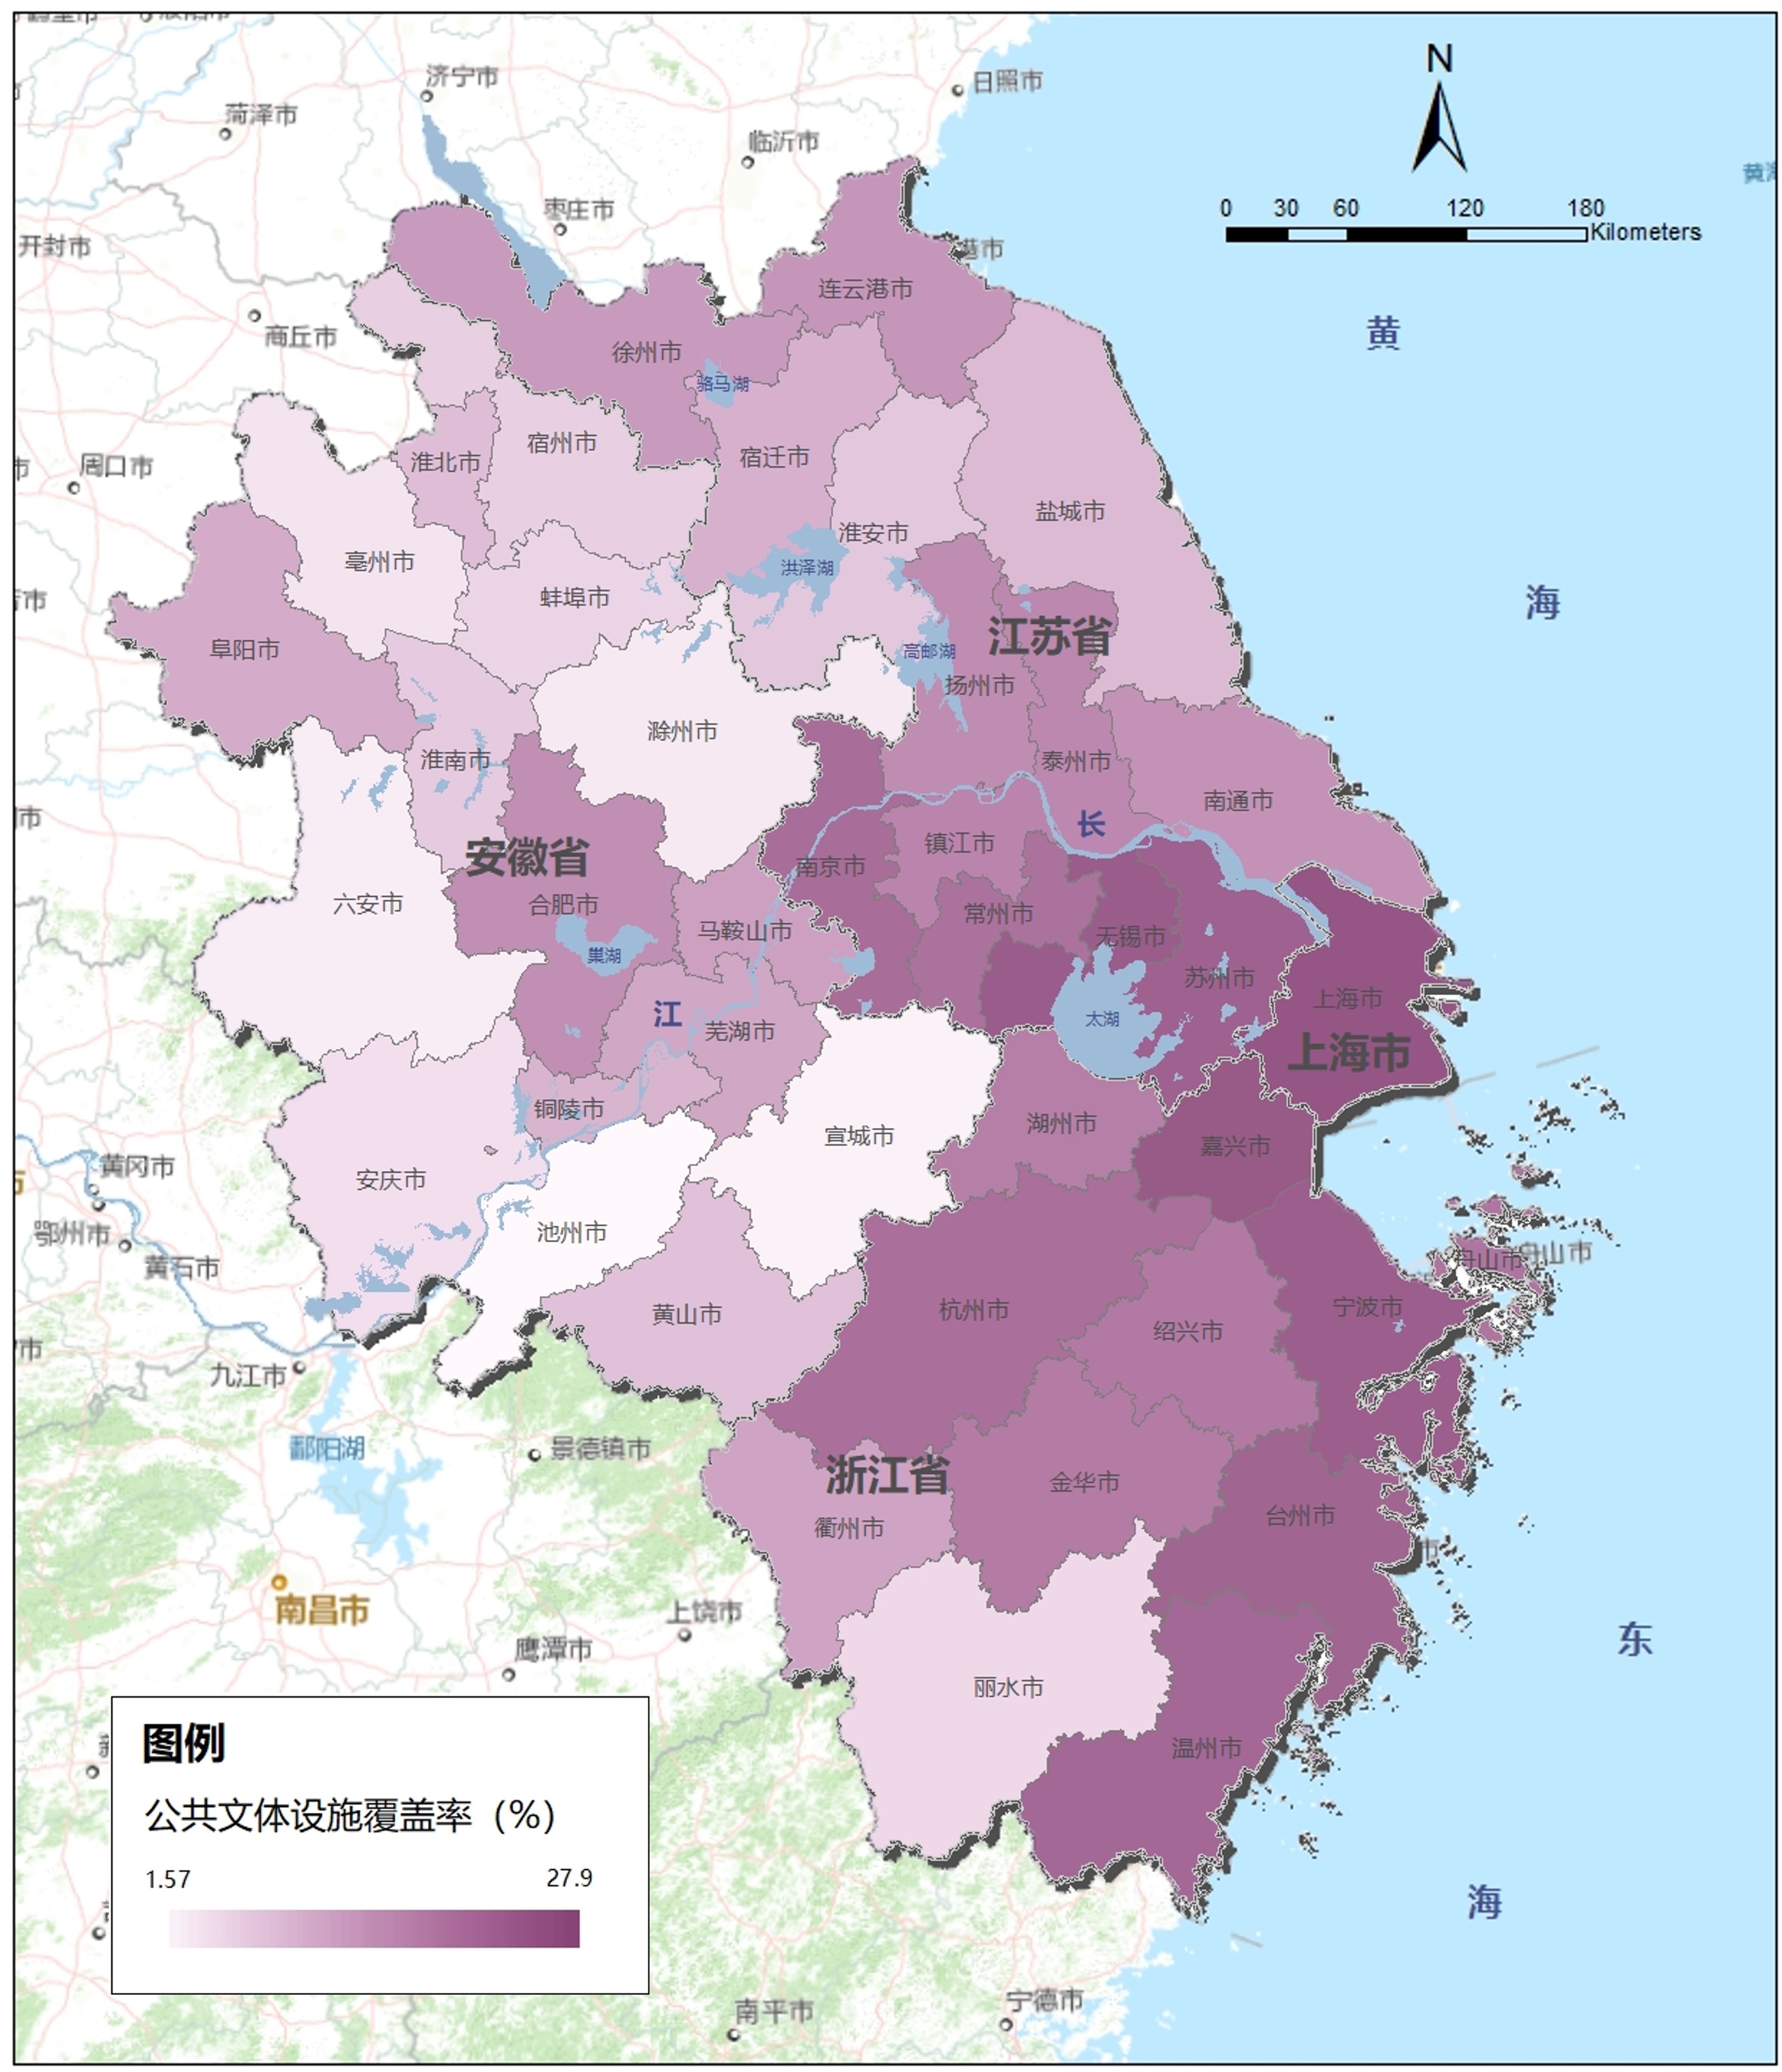 济宁市
菏泽市
日照市
临沂市
枣庄市
开封市
港市
商丘市
周口市
N
0 30 60 120 180
Kilometers
黄
海
连云港市
徐州市
骆马湖
宿州市
淮北市
宿迁市
盐城市
淮安市
亳州市
洪泽湖
蚌埠市
阜阳市
江苏省
高邮湖
扬州市
滁州市
淮南市
泰州市
南通市
长
镇江市
安徽省
南京市
六安市
合肥市
常州市
马鞍山市
无锡市
巢湖
苏州市
上海市
江
芜湖市
太湖
上海市
铜陵市
湖州市
宣城市
嘉兴市
黄冈市
安庆市
鄂州市
池州市
黄石市
舟山市
舟山市
黄山市
杭州市
宁波市
绍兴市
九江市
鄱阳湖
景德镇市
浙江省
金华市
台州市
衢州市
南昌市
上饶市
鹰潭市
东
丽水市
温州市
海
南平市
宁德市
图例
公共文体设施覆盖率（%）
1.57 27.9